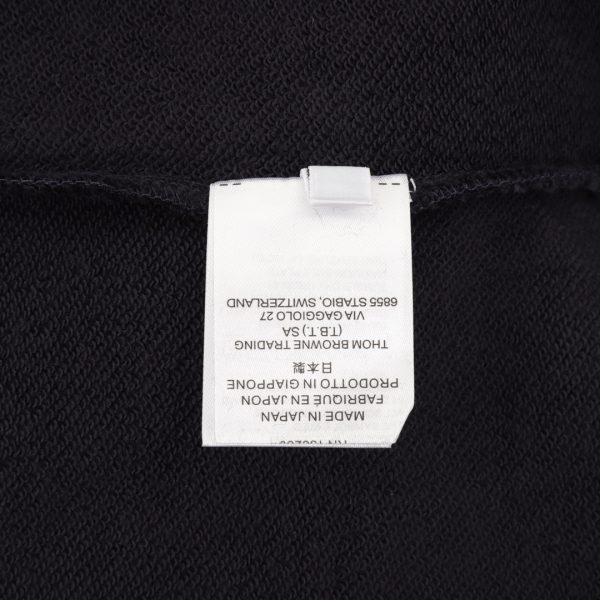 MADE IN JAPAN
FABRIQUÉ EN JAPON
PRODOTTO IN GIAPPONE
日本製
THOM BROWNE TRADING
(T.B.T.) SA
VIA GAGGIOLO 27
6855 STABIO, SWITZERLAND